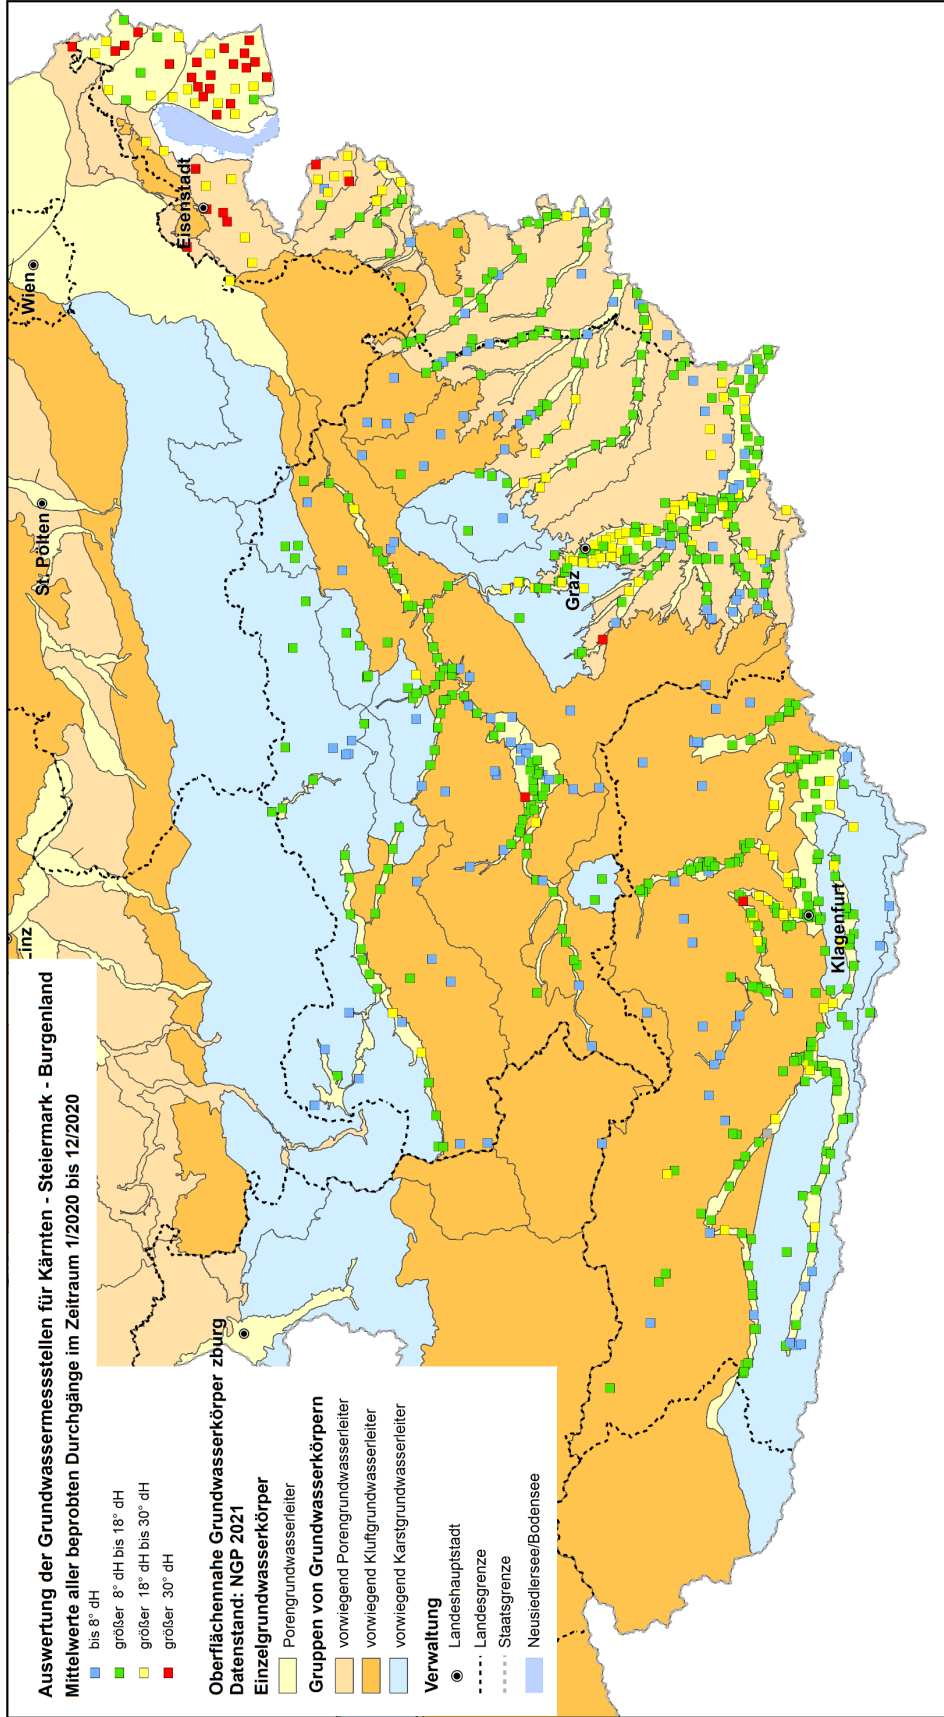 Auswertung der Grundwassermessstellen für Kärnten - Steiermark - Burgenland
Mittelwerte aller beprobten Durchgänge im Zeitraum 1/2020 bis 12/2020
bis 8° dH
größer 8° dH bis 18° dH
größer 18° dH bis 30° dH
größer 30° dH
Oberflächennahe Grundwasserkörper
Datenstand: NGP 2021
Einzelgrundwasserkörper
Porengrundwasserleiter
Gruppen von Grundwasserkörpern
vorwiegend Porengrundwasserleiter
vorwiegend Kluftgrundwasserleiter
vorwiegend Karstgrundwasserleiter
Verwaltung
Landeshauptstadt
Landesgrenze
Staatsgrenze
Neusiedlersee/Bodensee
zburg
inz
St. Pölten
Wien
Eisenstadt
Graz
Klagenfurt